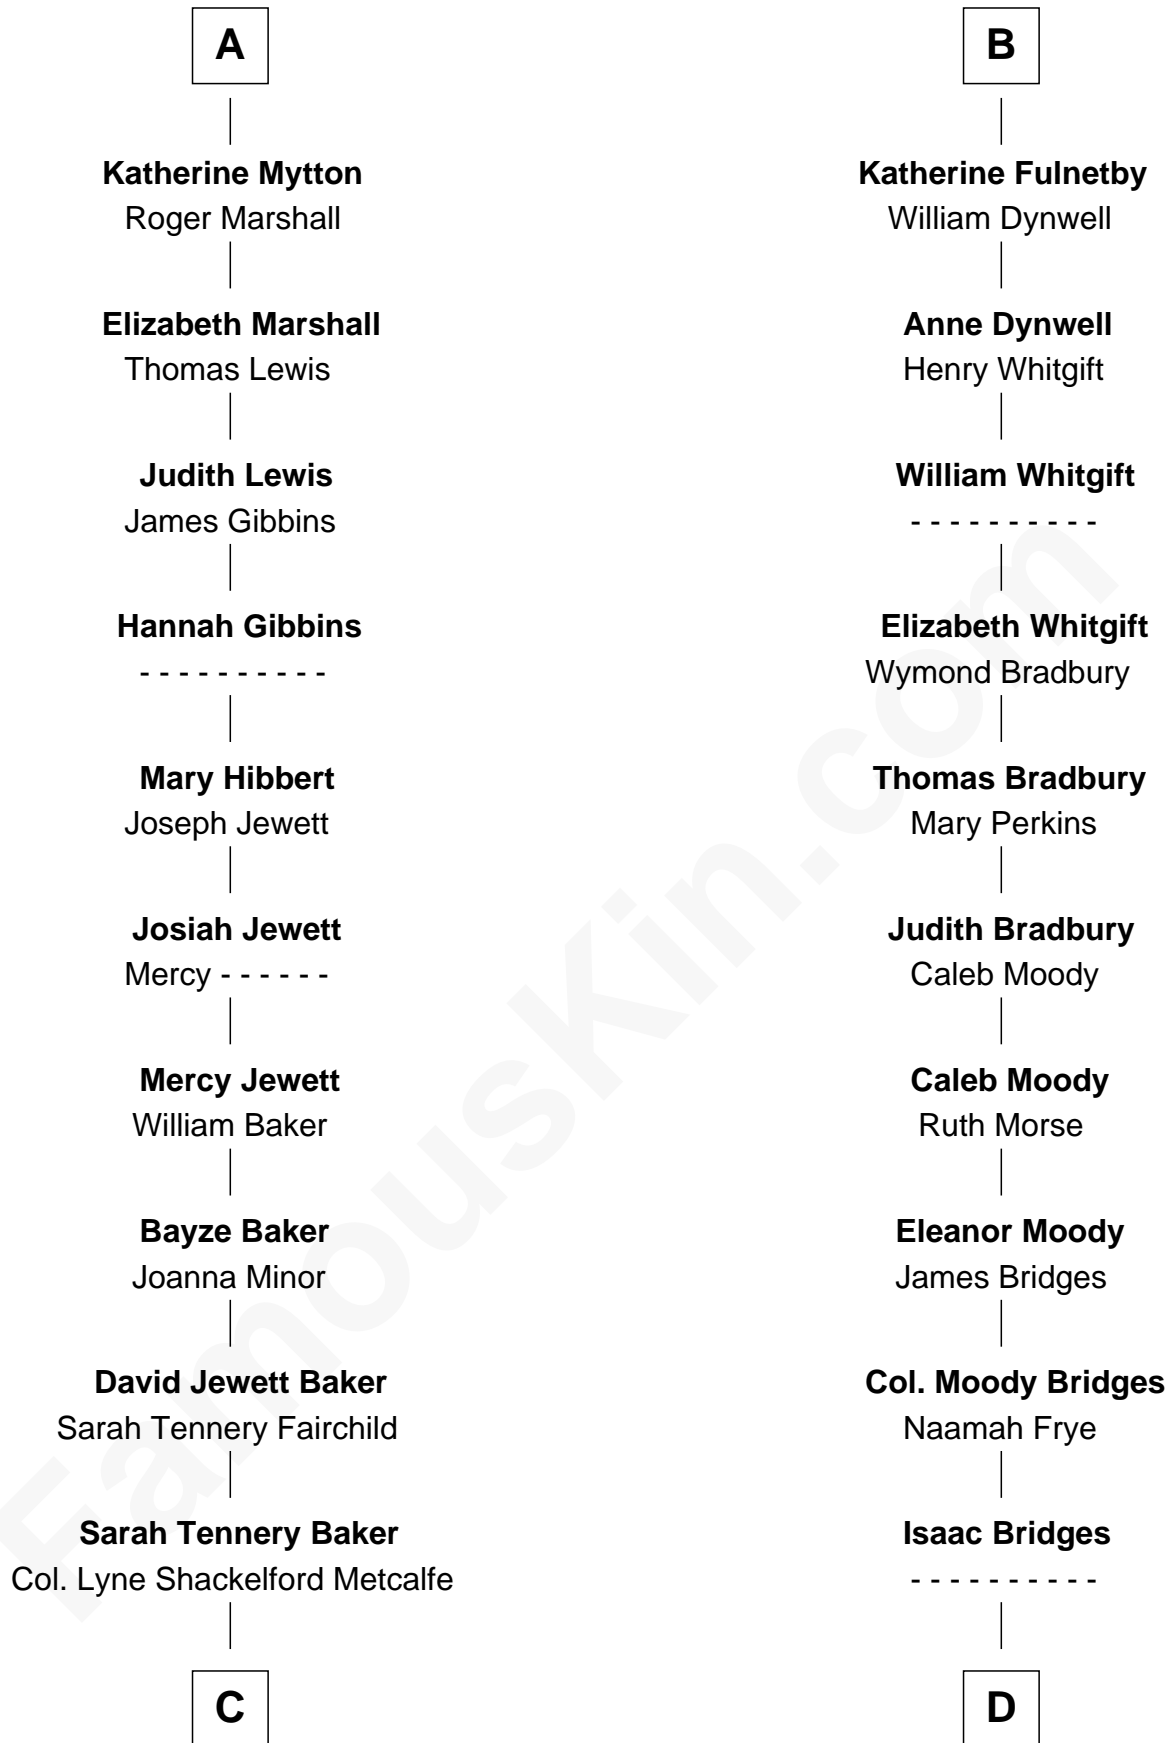 A
Katherine Mytton
Roger Marshall
Elizabeth Marshall
Thomas Lewis
Judith Lewis
James Gibbins
Hannah Gibbins
- - - - - - - - - -
Mary Hibbert
Joseph Jewett
Josiah Jewett
Mercy - - - - - -
Mercy Jewett
William Baker
Bayze Baker
Joanna Minor
David Jewett Baker
Sarah Tennery Fairchild
Sarah Tennery Baker
Col. Lyne Shackelford Metcalfe
C
B
Katherine Fulnetby
William Dynwell
Anne Dynwell
Henry Whitgift
William Whitgift
- - - - - - - - - -
Elizabeth Whitgift
Wymond Bradbury
Thomas Bradbury
Mary Perkins
Judith Bradbury
Caleb Moody
Caleb Moody
Ruth Morse
Eleanor Moody
James Bridges
Col. Moody Bridges
Naamah Frye
Isaac Bridges
- - - - - - - - - -
D
FamousKin.com